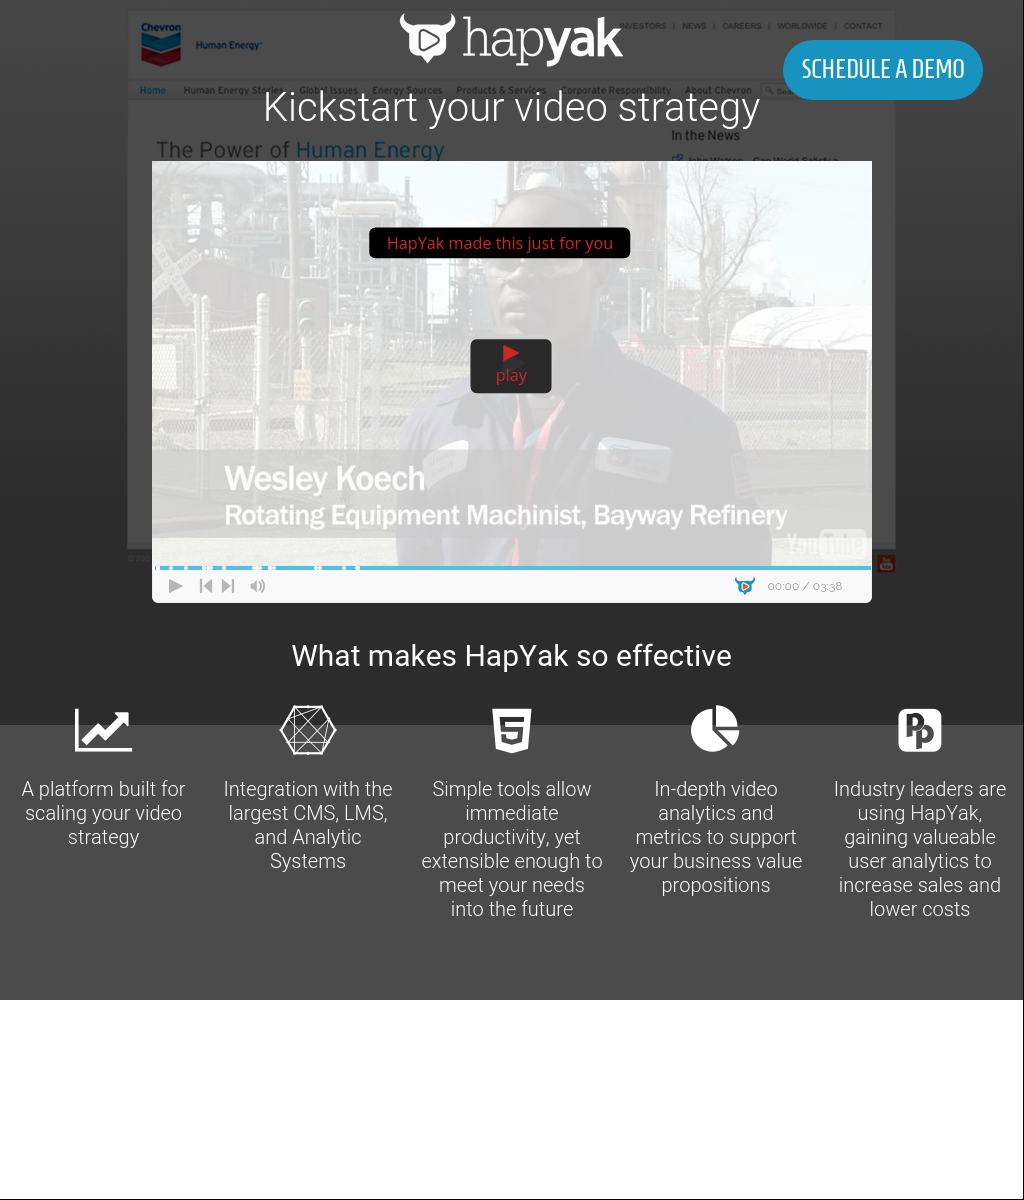 Chevron
Human Energy
INVESTORS | NEWS | CAREERS | WORLDWIDE | CONTACT
hapyak
SCHEDULE A DEMO
Home Human Energy Stories Global Issues Energy Sources Products & Services Corporate Responsibility About Chevron
Kickstart your video strategy
In the News
The Power of Human Energy
HapYak made this just for you
play
Wesley Koech
Rotating Equipment Machinist, Bayway Refinery
YouTube
00:00 / 03:38
What makes HapYak so effective
5
Pp
A platform built for
scaling your video
strategy
Integration with the
largest CMS, LMS,
and Analytic
Systems
Simple tools allow
immediate
productivity, yet
extensible enough to
meet your needs
into the future
In-depth video
analytics and
metrics to support
your business value
propositions
Industry leaders are
using HapYak,
gaining valueable
user analytics to
increase sales and
lower costs